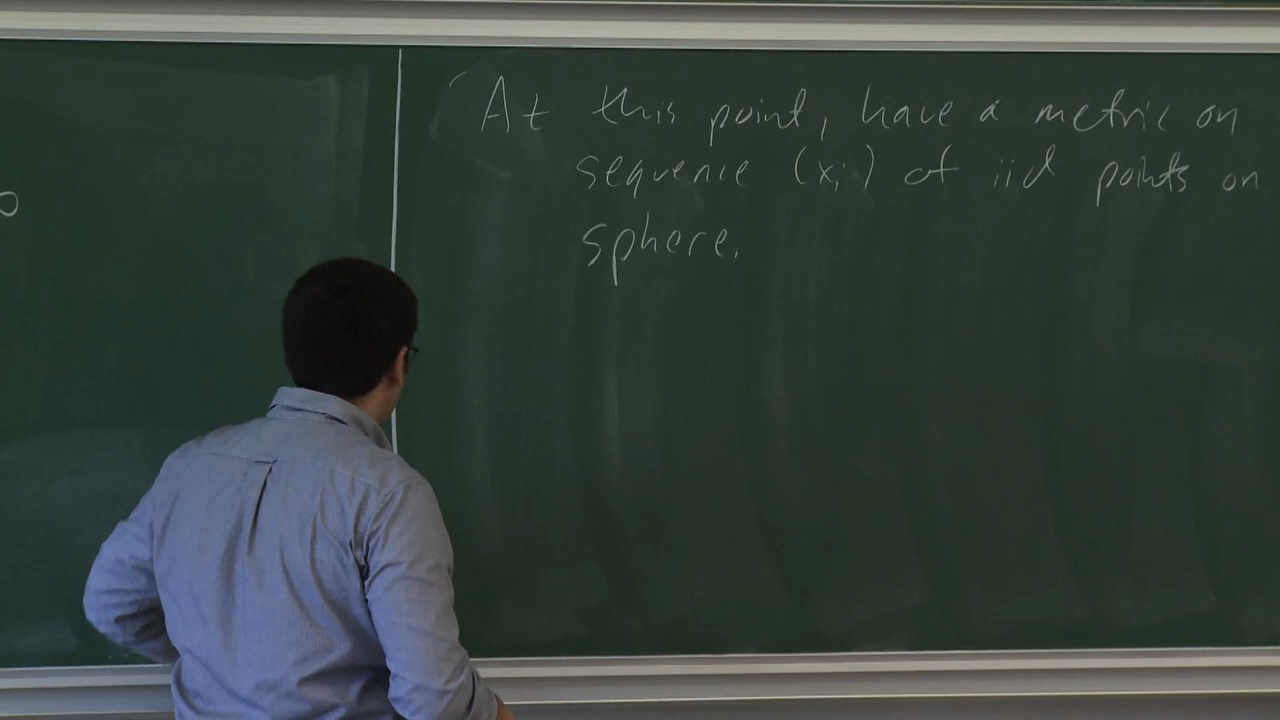 At this point, have a metric on
sequence (xᵢ) of iid points on
sphere.